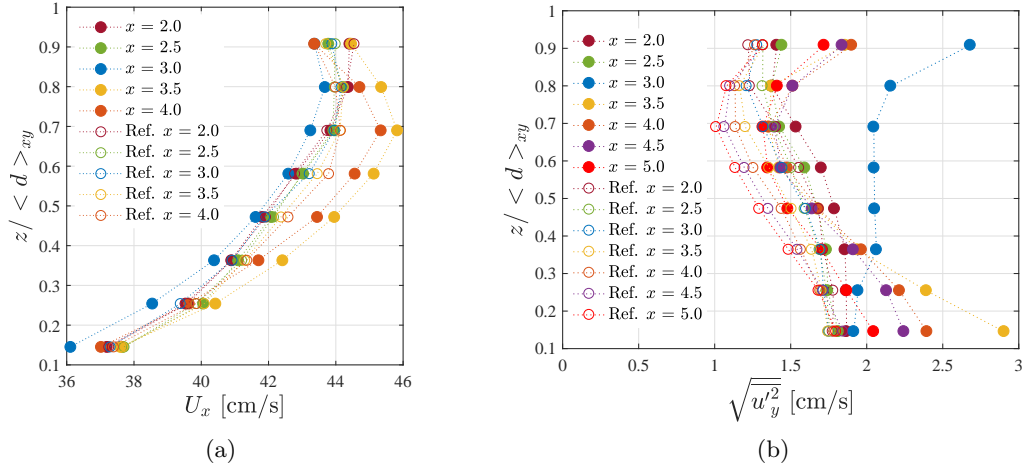 z/ < d >xy
0.9
0.8
0.7
0.6
0.5
0.4
0.3
0.2
0.1
x = 2.0
x = 2.5
x = 3.0
x = 3.5
x = 4.0
Ref. x = 2.0
Ref. x = 2.5
Ref. x = 3.0
Ref. x = 3.5
Ref. x = 4.0
36 40 42 44 46
Ux [cm/s]
(a)
z/ < d >xy
0.9
0.8
0.7
0.6
0.5
0.4
0.3
0.2
0.1
x = 2.0
x = 2.5
x = 3.0
x = 3.5
x = 4.0
x = 4.5
x = 5.0
Ref. x = 2.0
Ref. x = 2.5
Ref. x = 3.0
Ref. x = 3.5
Ref. x = 4.0
Ref. x = 4.5
Ref. x = 5.0
0 0.5 1 1.5 2 2.5 3
√u′²y [cm/s]
(b)